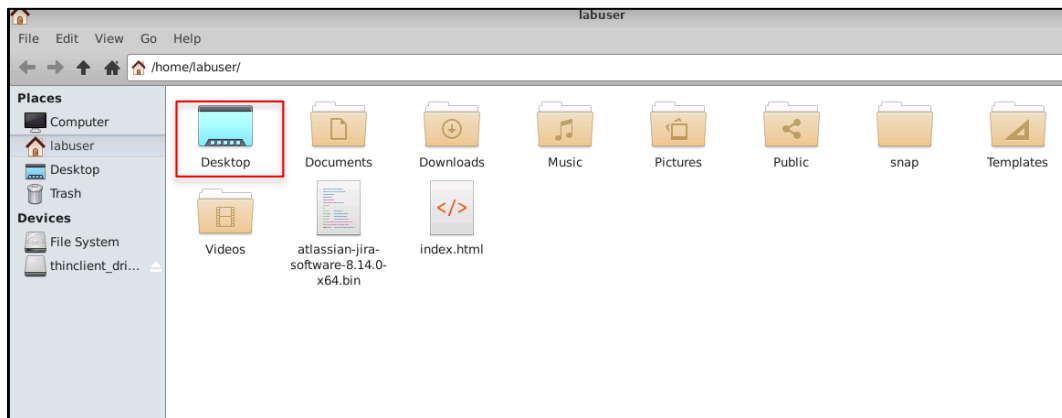 labuser
File Edit View Go Help
/home/labuser/
Places
Computer
labuser
Desktop
Trash
Devices
File System
thinclient_dri...
Desktop Documents Downloads Music Pictures Public snap Templates
Videos
atlassian-jira-
software-8.14.0-
x64.bin
index.html